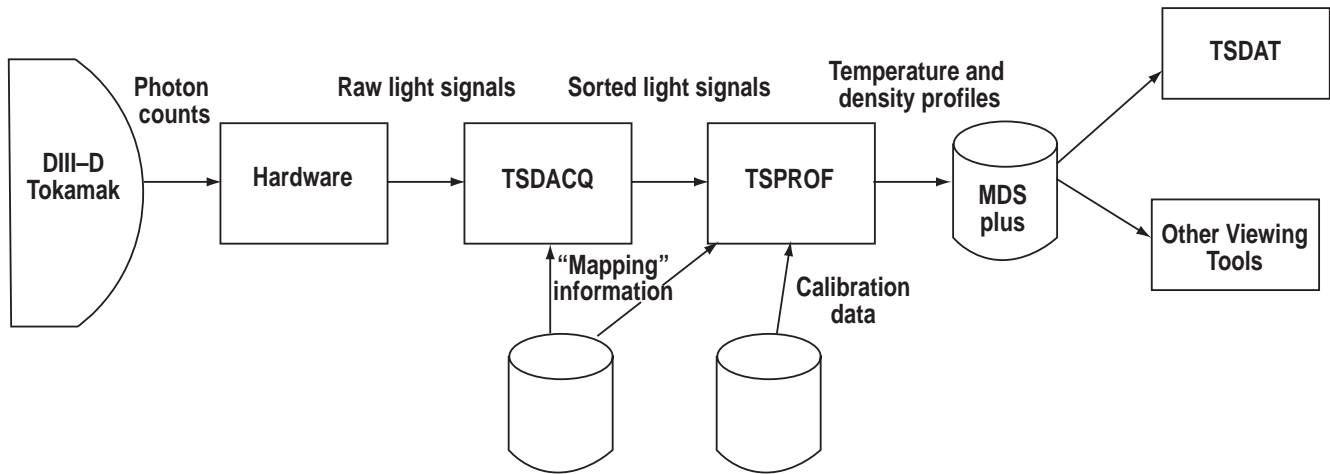 DIII–D
Tokamak
Photon
counts
Hardware
Raw light signals
TSDACQ
Sorted light signals
TSPROF
Temperature and
density profiles
MDS
plus
TSDAT
Other Viewing
Tools
“Mapping”
information
Calibration
data